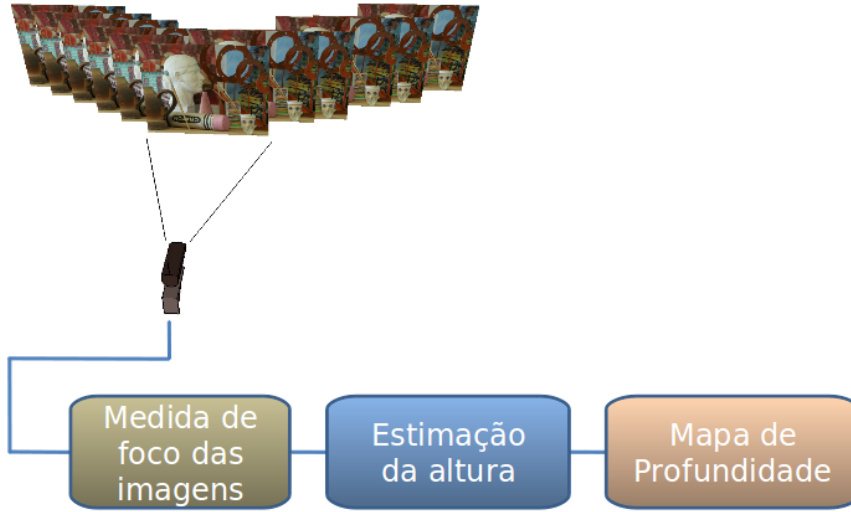 Medida de
foco das
imagens
Estimação
da altura
Mapa de
Profundidade